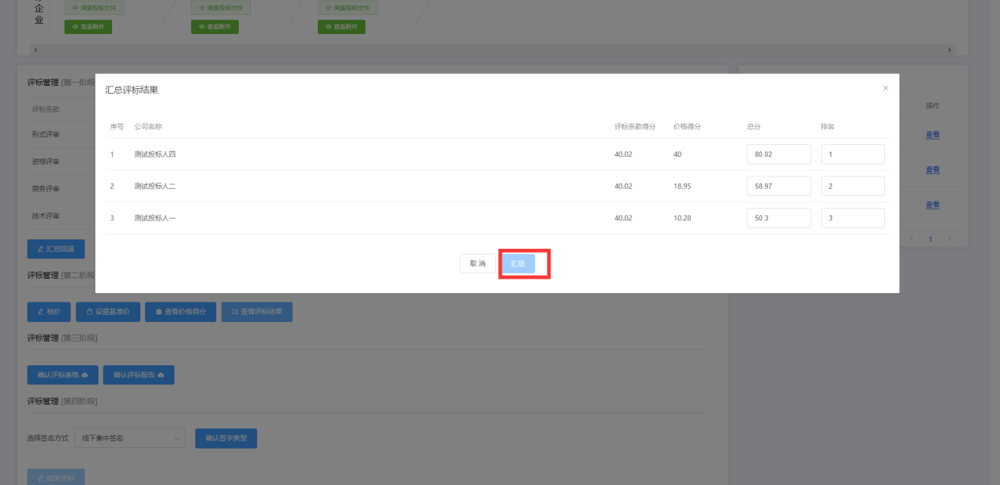 企
业
阅读投标文件 阅读投标文件 阅读投标文件
查看附件 查看附件 查看附件
评标管理 [第一阶段
汇总评标结果
评标条款 操作
序号 公司名称 评标条款得分 价格得分 总分 排名
形式评审 查看
1 测试投标人四 40.02 40 80.02 1
资格评审 查看
2 测试投标人二 40.02 18.95 58.97 2
商务评审 查看
3 测试投标人一 40.02 10.28 50.3 3
技术评审
1
汇总回退
取消 汇总
评标管理 [第二阶段
核价 设置基准价 查看价格得分 查看评标结果
评标管理 [第三阶段]
确认评标表格 确认评标报告
评标管理 [第四阶段]
选择签名方式 线下集中签名 确认签字类型
结束评标